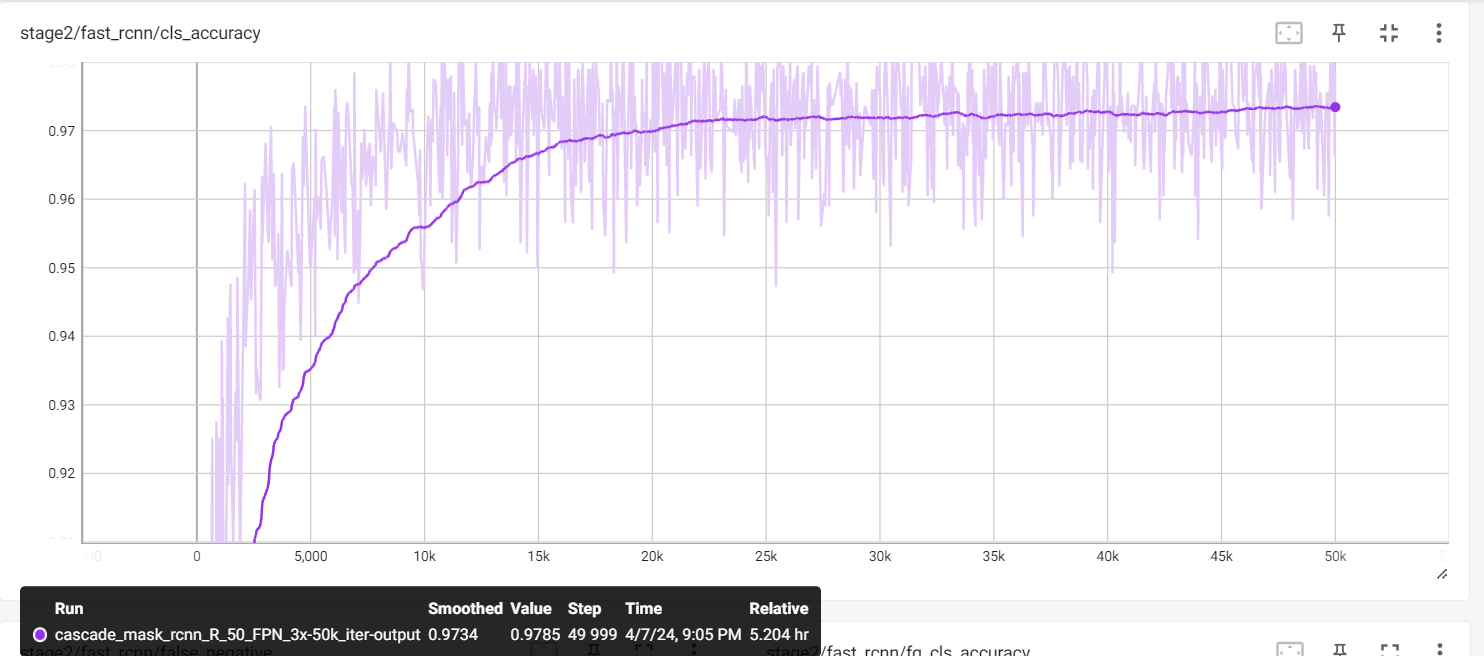 stage2/fast_rcnn/cls_accuracy
0.97
0.96
0.95
0.94
0.93
0.92
0 5,000 10k 15k 20k 25k 30k 35k 40k 45k 50k
Run Smoothed Value Step Time Relative
cascade_mask_rcnn_R_50_FPN_3x-50k_iter-output 0.9734 0.9785 49 999 4/7/24, 9:05 PM 5.204 hr
stage2/fast_rcnn/false_negative stage2/fast_rcnn/fg_cls_accuracy